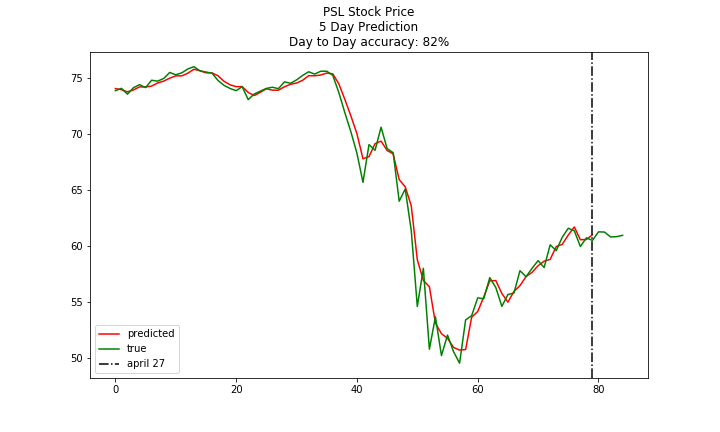 PSL Stock Price
5 Day Prediction
Day to Day accuracy: 82%
75
70
65
60
55
50
predicted
true
april 27
0 20 40 60 80